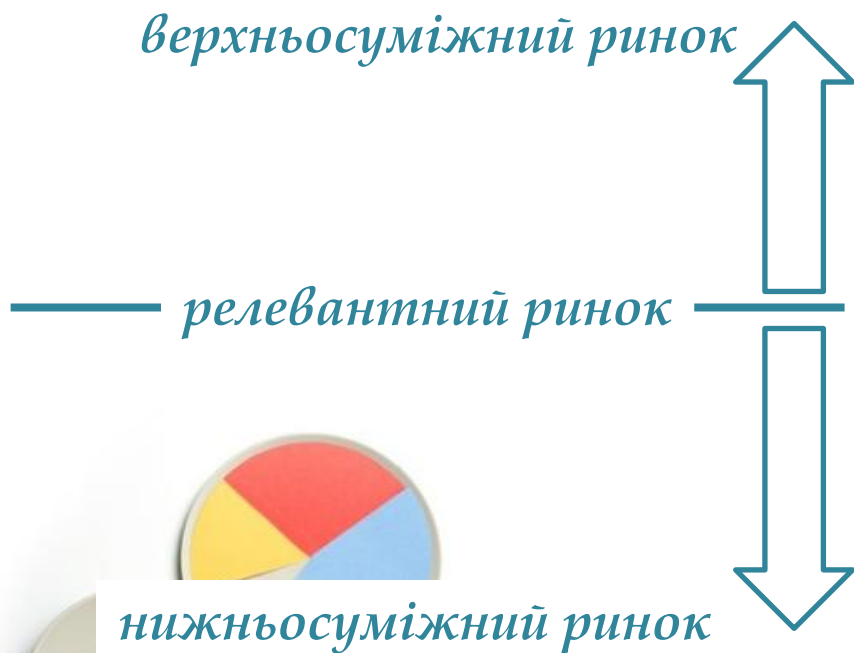 верхньосуміжний ринок
релевантний ринок
нижньосуміжний ринок